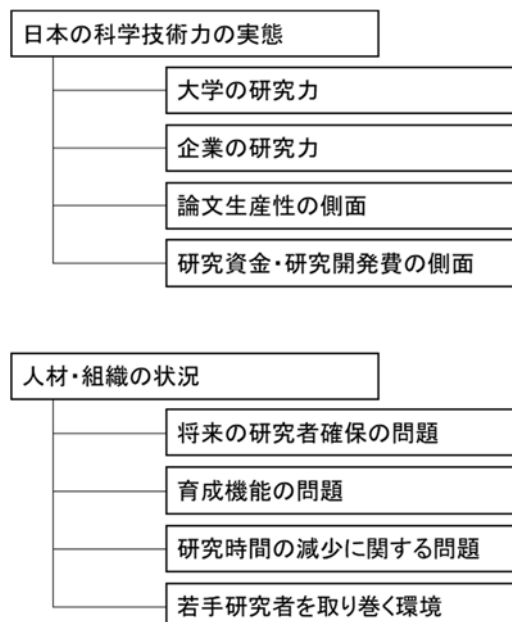 日本の科学技術力の実態
大学の研究力
企業の研究力
論文生産性の側面
研究資金・研究開発費の側面
人材・組織の状況
将来の研究者確保の問題
育成機能の問題
研究時間の減少に関する問題
若手研究者を取り巻く環境